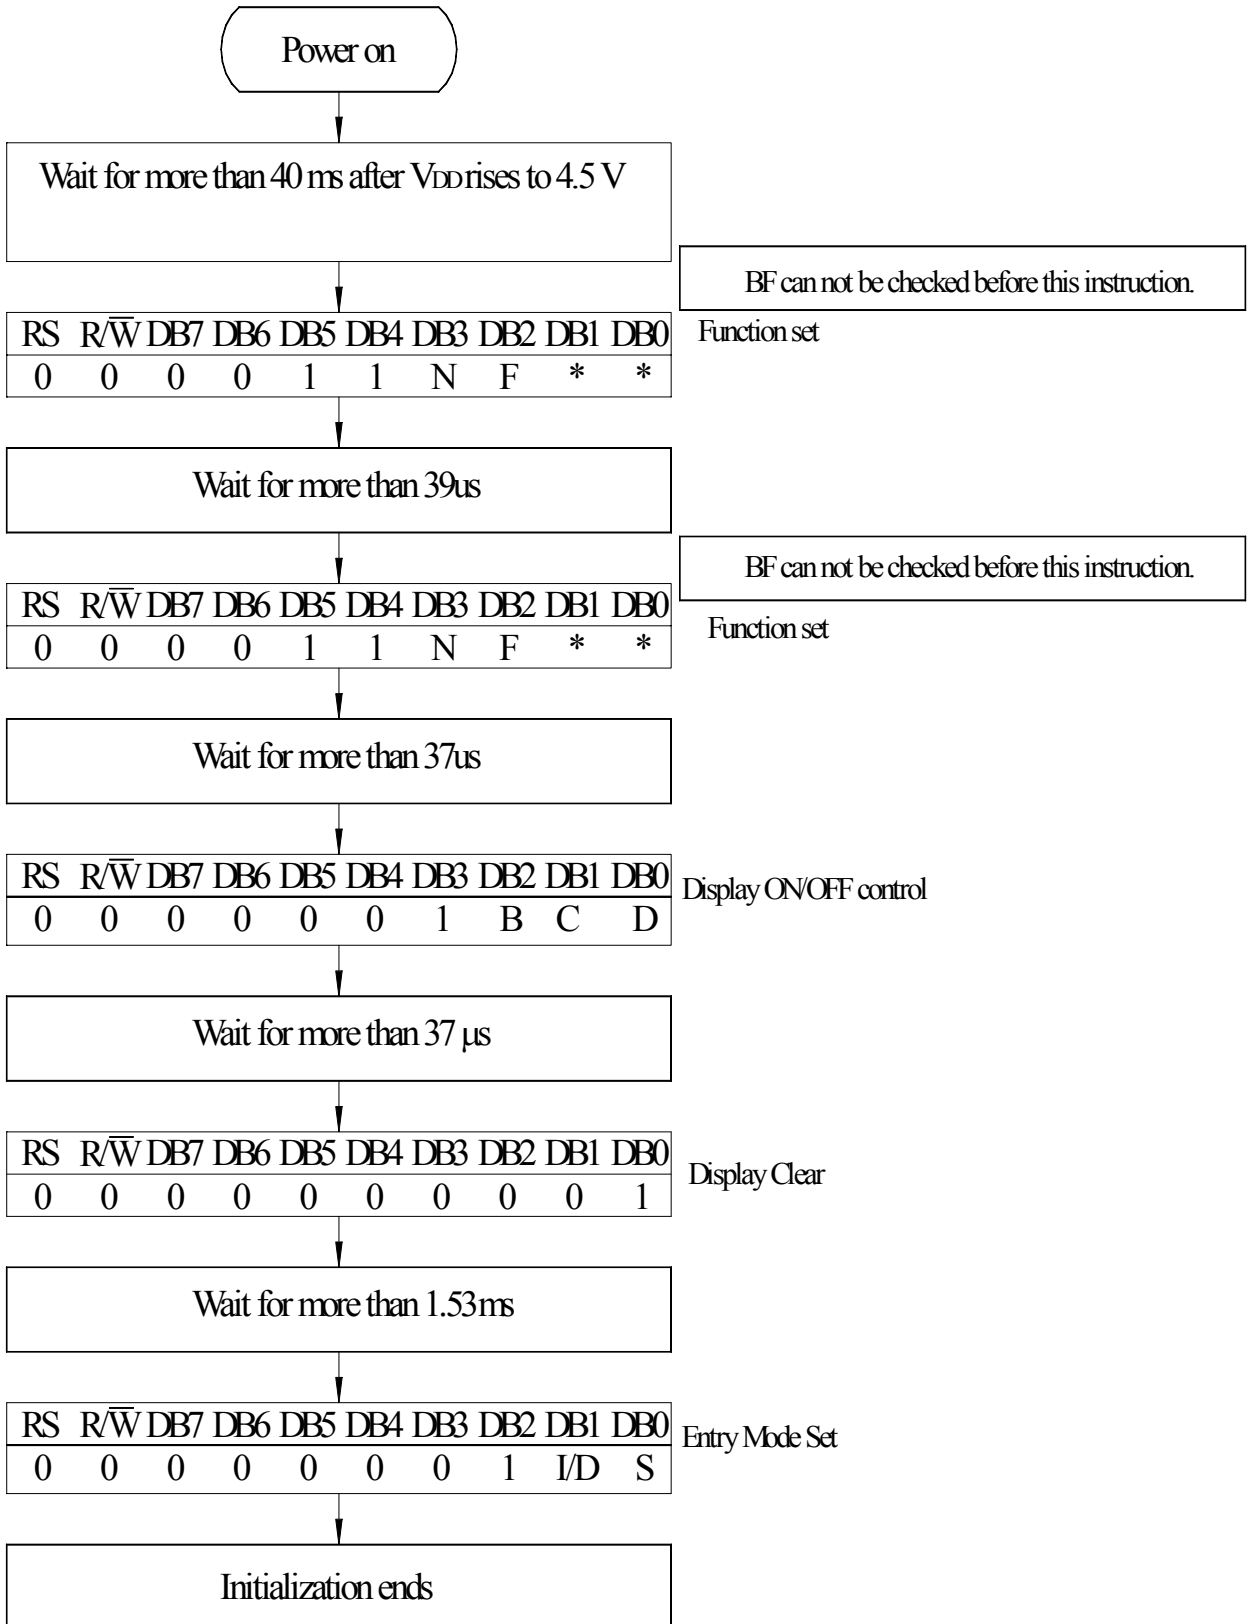 Power on
Wait for more than 40 ms after VDD rises to 4.5 V
BF can not be checked before this instruction.
RS R/W̅ DB7 DB6 DB5 DB4 DB3 DB2 DB1 DB0
Function set
0 0 0 0 1 1 N F * *
Wait for more than 39us
BF can not be checked before this instruction.
RS R/W̅ DB7 DB6 DB5 DB4 DB3 DB2 DB1 DB0
Function set
0 0 0 0 1 1 N F * *
Wait for more than 37us
RS R/W̅ DB7 DB6 DB5 DB4 DB3 DB2 DB1 DB0
Display ON/OFF control
0 0 0 0 0 0 1 B C D
Wait for more than 37 μs
RS R/W̅ DB7 DB6 DB5 DB4 DB3 DB2 DB1 DB0
Display Clear
0 0 0 0 0 0 0 0 0 1
Wait for more than 1.53ms
RS R/W̅ DB7 DB6 DB5 DB4 DB3 DB2 DB1 DB0
Entry Mode Set
0 0 0 0 0 0 0 1 I/D S
Initialization ends